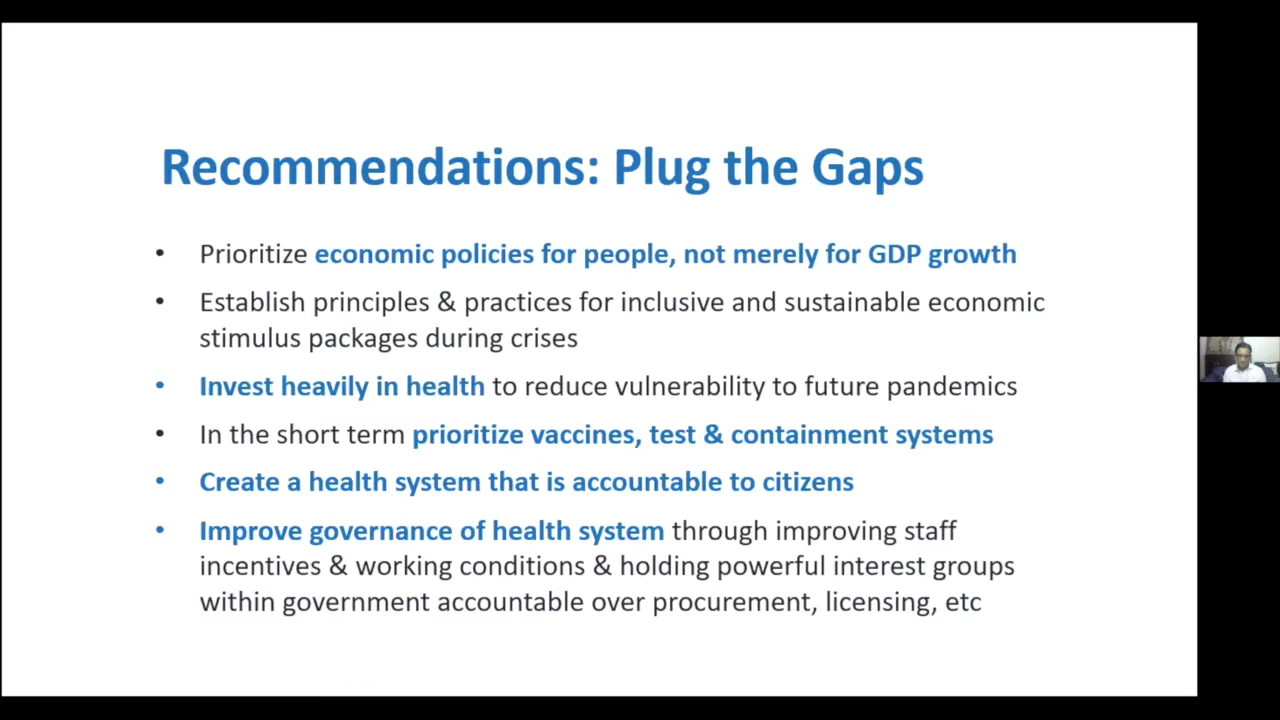 Recommendations: Plug the Gaps
• Prioritize economic policies for people, not merely for GDP growth
• Establish principles & practices for inclusive and sustainable economic
stimulus packages during crises
• Invest heavily in health to reduce vulnerability to future pandemics
• In the short term prioritize vaccines, test & containment systems
• Create a health system that is accountable to citizens
• Improve governance of health system through improving staff
incentives & working conditions & holding powerful interest groups
within government accountable over procurement, licensing, etc